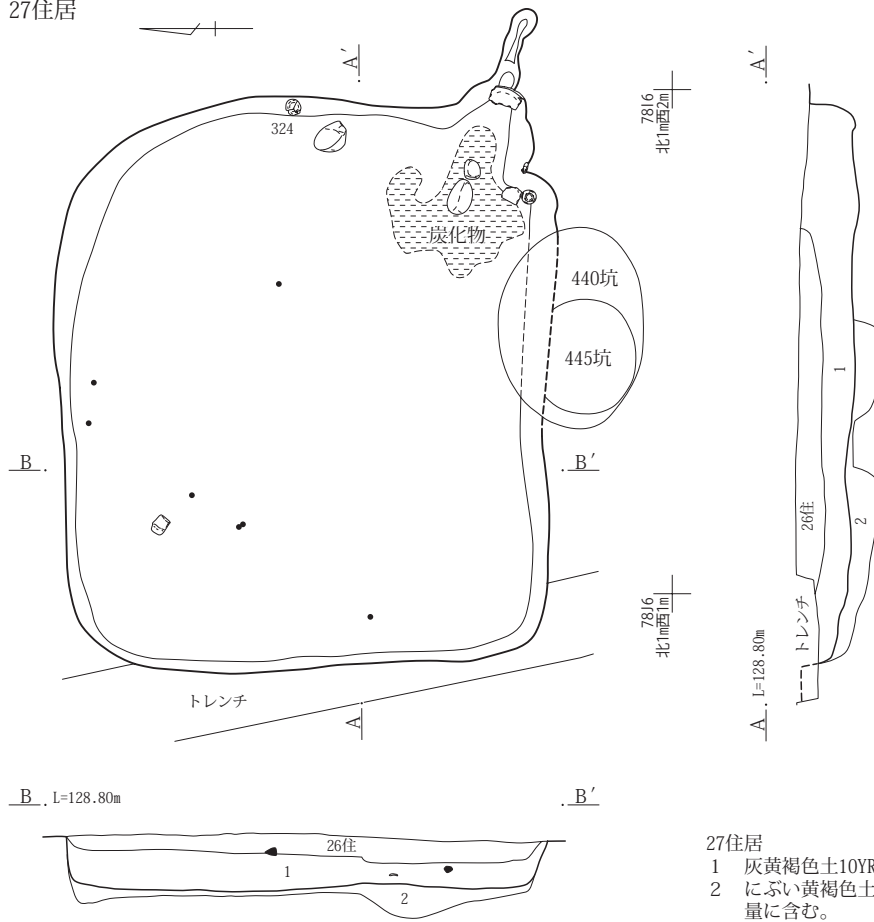 27住居
A′
A′
324
78I6
北1m西2m
炭化物
440坑
445坑
1
B
B′
26住
2
78J6
北1m西1m
トレンチ
L=128.80m
トレンチ
A
A
B L=128.80m
B′
26住
1
2
27住居
1 灰黄褐色土10YR
2 にぶい黄褐色土
量に含む。